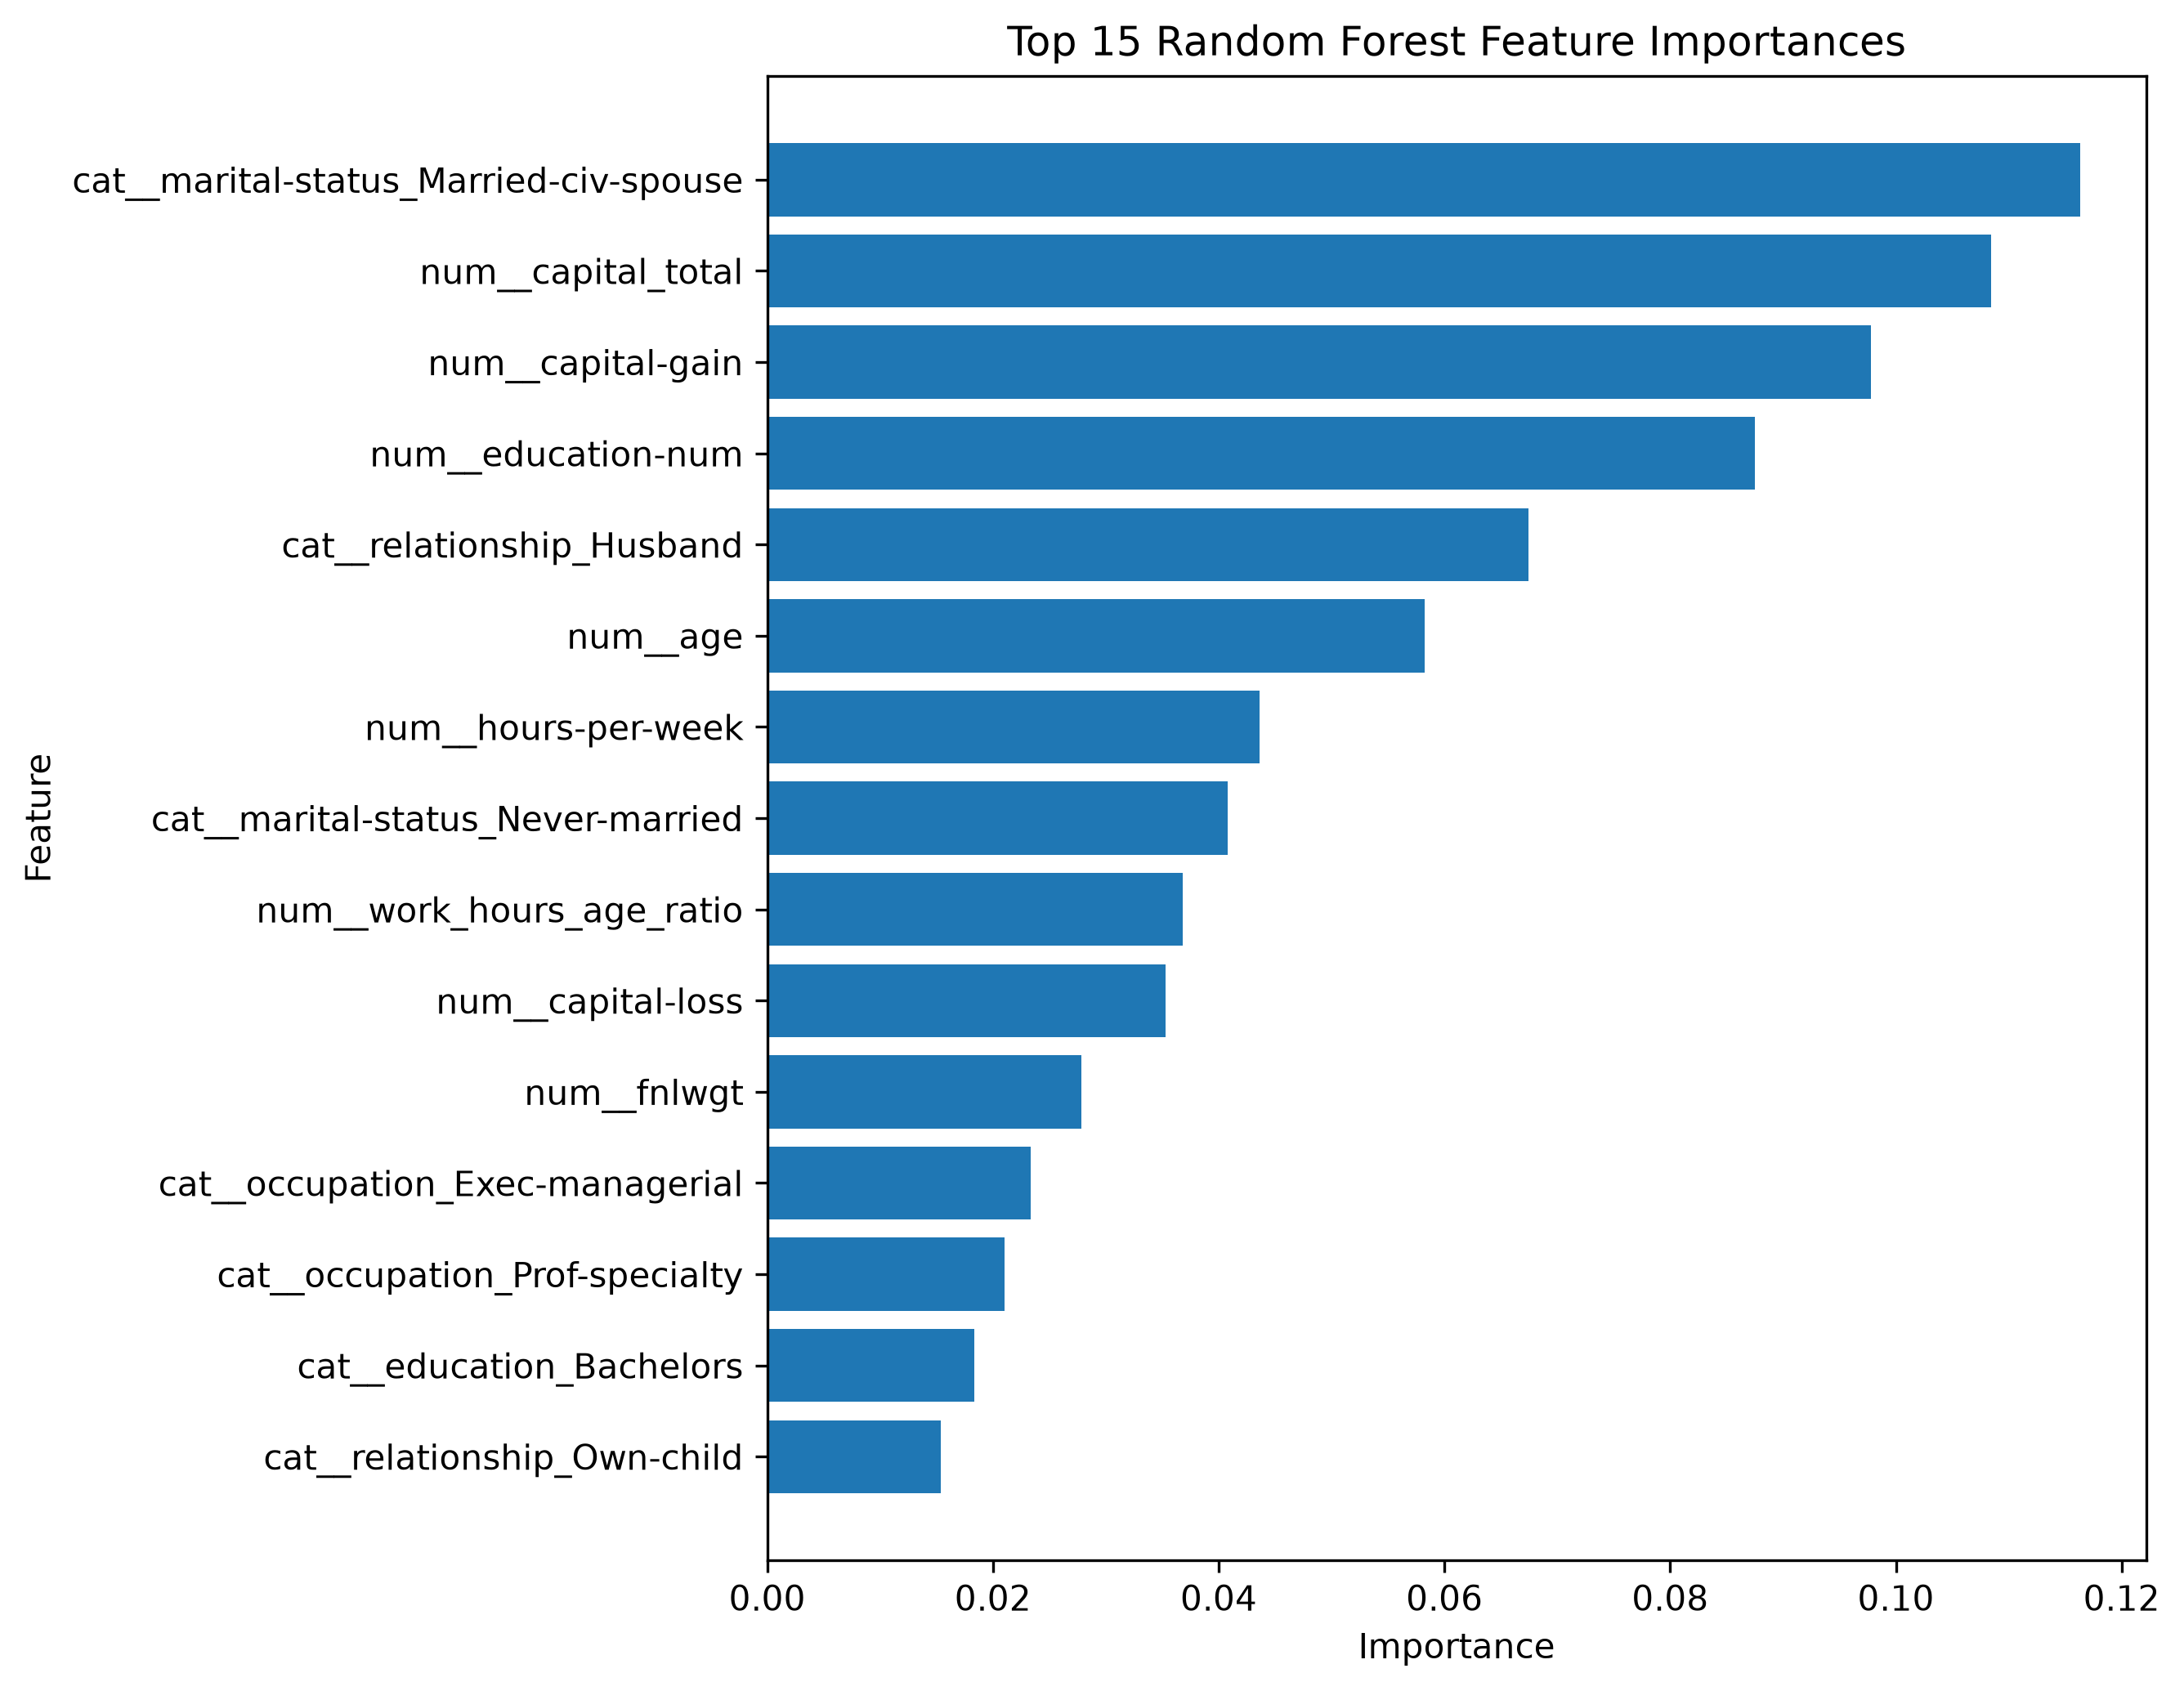 Top 15 Random Forest Feature Importances
cat__marital-status_Married-civ-spouse
num__capital_total
num__capital-gain
num__education-num
cat__relationship_Husband
num__age
num__hours-per-week
cat__marital-status_Never-married
num__work_hours_age_ratio
num__capital-loss
num__fnlwgt
cat__occupation_Exec-managerial
cat__occupation_Prof-specialty
cat__education_Bachelors
cat__relationship_Own-child
Feature
0.00 0.02 0.04 0.06 0.08 0.10 0.12
Importance